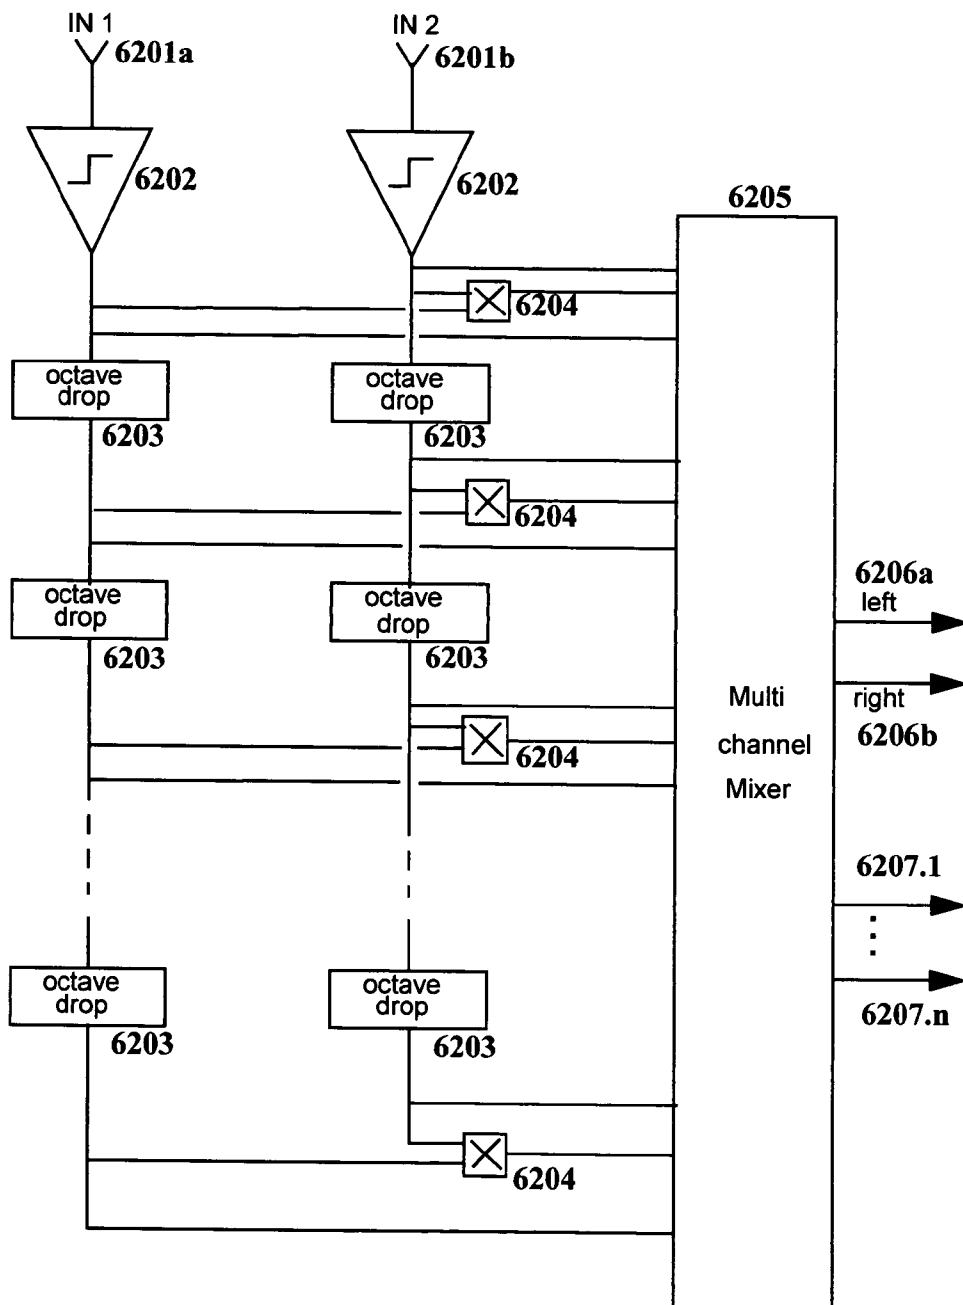 IN 1
IN 2
6201a
6201b
6202
6202
6205
6204
octave
drop
octave
drop
6203
6203
6204
octave
drop
octave
drop
6203
6203
6206a
left
right
6206b
Multi
channel
Mixer
6204
6207.1
6207.n
octave
drop
octave
drop
6203
6203
6204